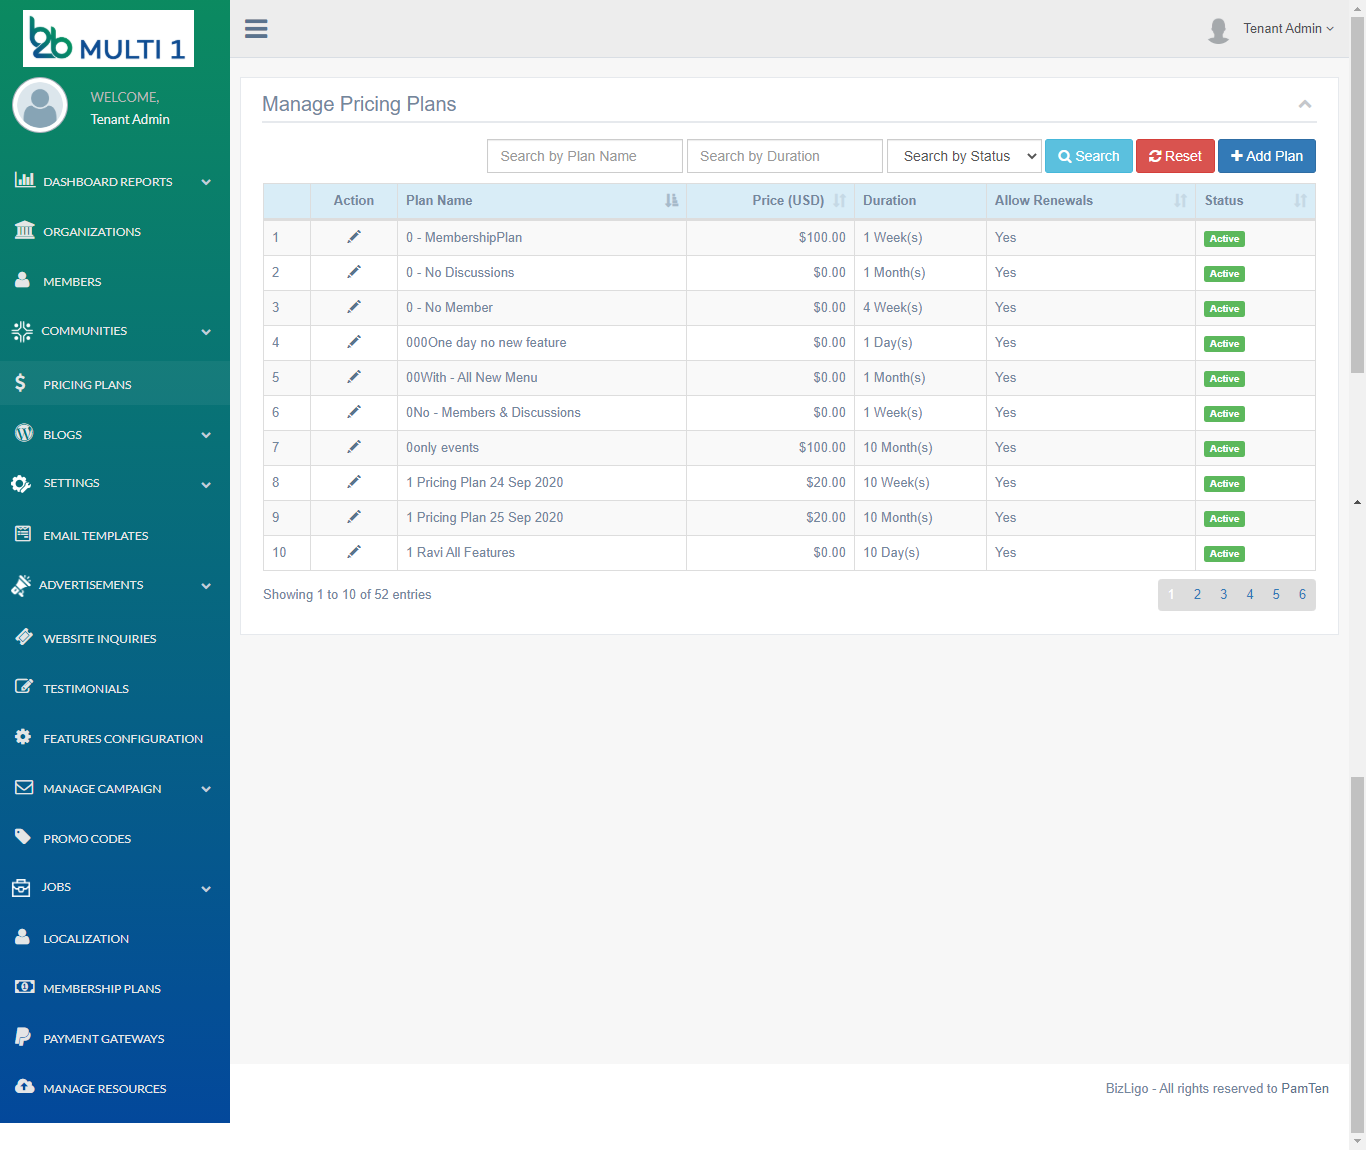 b2b MULTI 1
WELCOME,
Tenant Admin
DASHBOARD REPORTS
ORGANIZATIONS
MEMBERS
COMMUNITIES
PRICING PLANS
BLOGS
SETTINGS
EMAIL TEMPLATES
ADVERTISEMENTS
WEBSITE INQUIRIES
TESTIMONIALS
FEATURES CONFIGURATION
MANAGE CAMPAIGN
PROMO CODES
JOBS
LOCALIZATION
MEMBERSHIP PLANS
PAYMENT GATEWAYS
MANAGE RESOURCES
Tenant Admin
Manage Pricing Plans
Search by Plan Name Search by Duration Search by Status Search Reset Add Plan
Action Plan Name Price (USD) Duration Allow Renewals Status
1 0 - MembershipPlan $100.00 1 Week(s) Yes Active
2 0 - No Discussions $0.00 1 Month(s) Yes Active
3 0 - No Member $0.00 4 Week(s) Yes Active
4 000One day no new feature $0.00 1 Day(s) Yes Active
5 00With - All New Menu $0.00 1 Month(s) Yes Active
6 0No - Members & Discussions $0.00 1 Week(s) Yes Active
7 0only events $100.00 10 Month(s) Yes Active
8 1 Pricing Plan 24 Sep 2020 $20.00 10 Week(s) Yes Active
9 1 Pricing Plan 25 Sep 2020 $20.00 10 Month(s) Yes Active
10 1 Ravi All Features $0.00 10 Day(s) Yes Active
Showing 1 to 10 of 52 entries 1 2 3 4 5 6
BizLigo - All rights reserved to PamTen